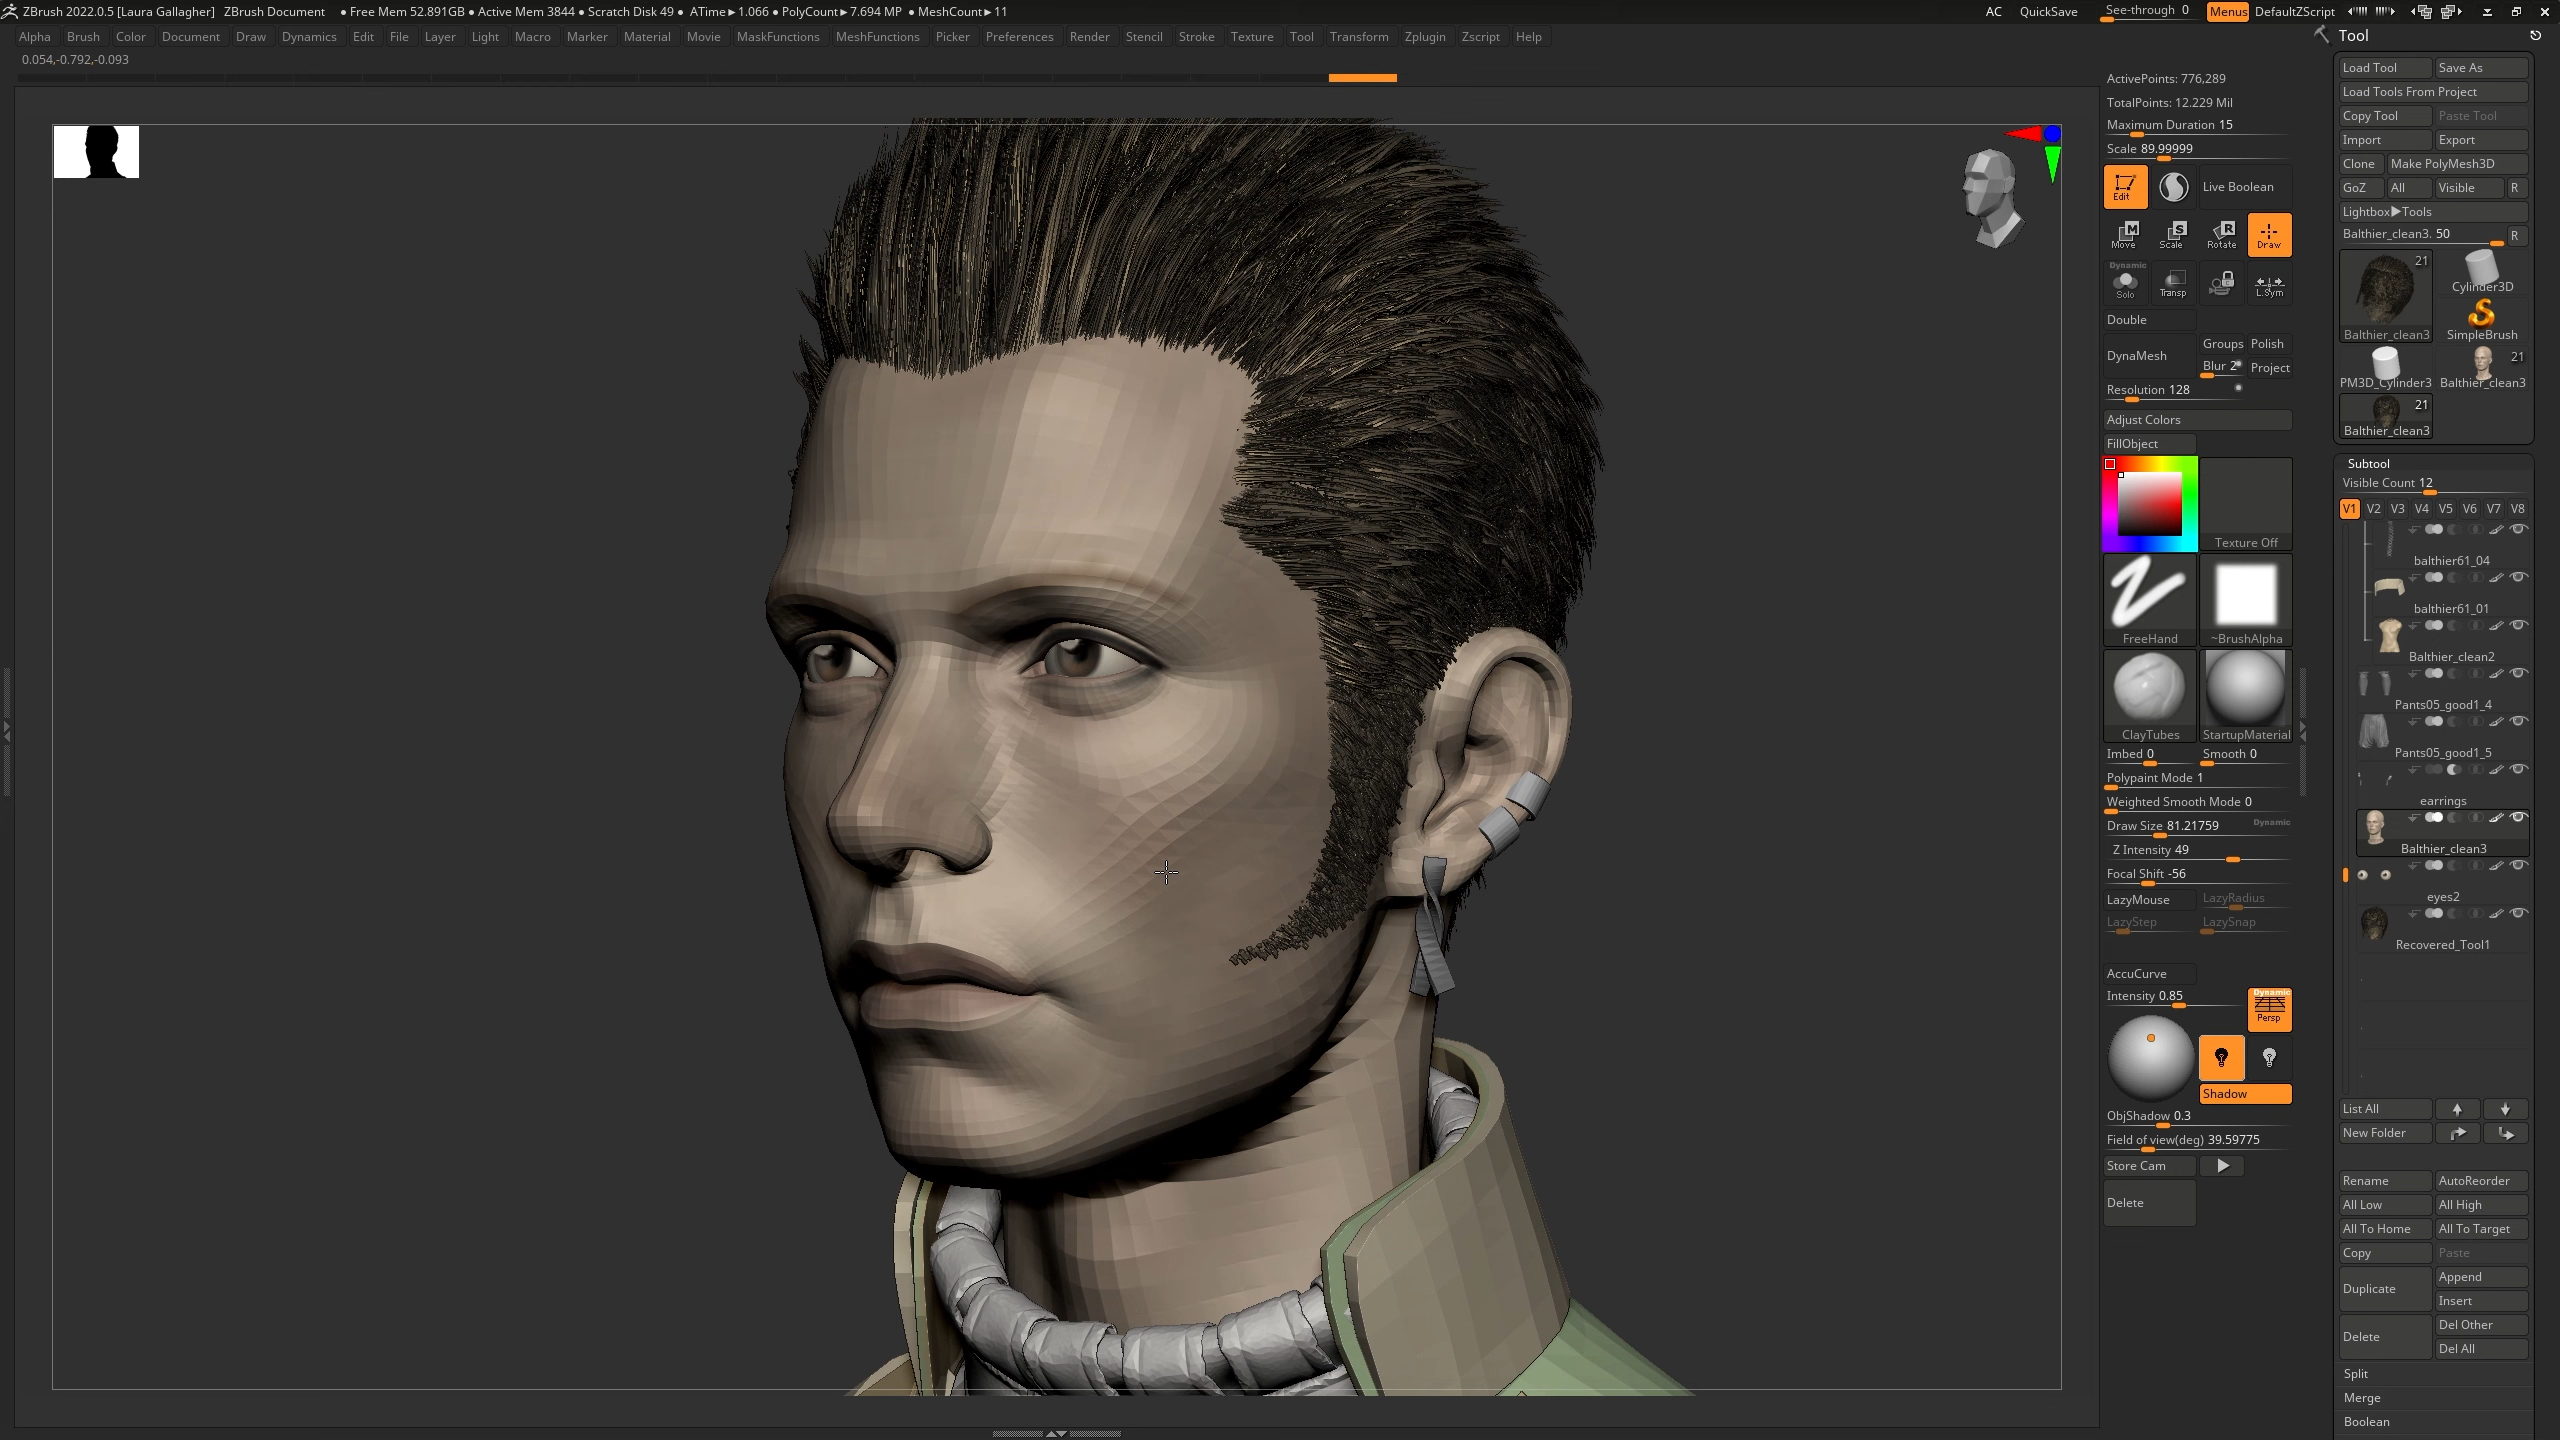 ZBrush 2022.0.5 [Laura Gallagher] ZBrush Document • Free Mem 52.891GB • Active Mem 3844 • Scratch Disk 49 • ATime►1.066 • PolyCount►7.694 MP • MeshCount►11 AC QuickSave See-through 0 Menus DefaultZScript
Alpha Brush Color Document Draw Dynamics Edit File Layer Light Macro Marker Material Movie MaskFunctions MeshFunctions Picker Preferences Render Stencil Stroke Texture Tool Transform Zplugin Zscript Help
0.054,-0.792,-0.093
ActivePoints: 776,289
TotalPoints: 12.229 Mil
Maximum Duration 15
Scale 89.99999
Edit Live Boolean
Move Scale Rotate Draw
Dynamic
Solo Transp L.Sym
Double
DynaMesh Groups Polish
Blur 2 Project
Resolution 128
Adjust Colors
FillObject
Texture Off
FreeHand ~BrushAlpha
ClayTubes StartupMaterial
Imbed 0 Smooth 0
Polypaint Mode 1
Weighted Smooth Mode 0
Draw Size 81.21759 Dynamic
Z Intensity 49
Focal Shift -56
LazyMouse LazyRadius
LazyStep LazySnap
AccuCurve
Intensity 0.85
Dynamic
Persp
Shadow
ObjShadow 0.3
Field of view(deg) 39.59775
Store Cam
Delete
Tool
Load Tool Save As
Load Tools From Project
Copy Tool Paste Tool
Import Export
Clone Make PolyMesh3D
GoZ All Visible R
Lightbox►Tools
Balthier_clean3. 50 R
21
Cylinder3D
Balthier_clean3 SimpleBrush
21
PM3D_Cylinder3 Balthier_clean3
21
Balthier_clean3
Subtool
Visible Count 12
V1 V2 V3 V4 V5 V6 V7 V8
balthier61_04
balthier61_01
Balthier_clean2
Pants05_good1_4
Pants05_good1_5
earrings
Balthier_clean3
eyes2
Recovered_Tool1
List All
New Folder
Rename AutoReorder
All Low All High
All To Home All To Target
Copy Paste
Duplicate Append
Insert
Delete Del Other
Del All
Split
Merge
Boolean